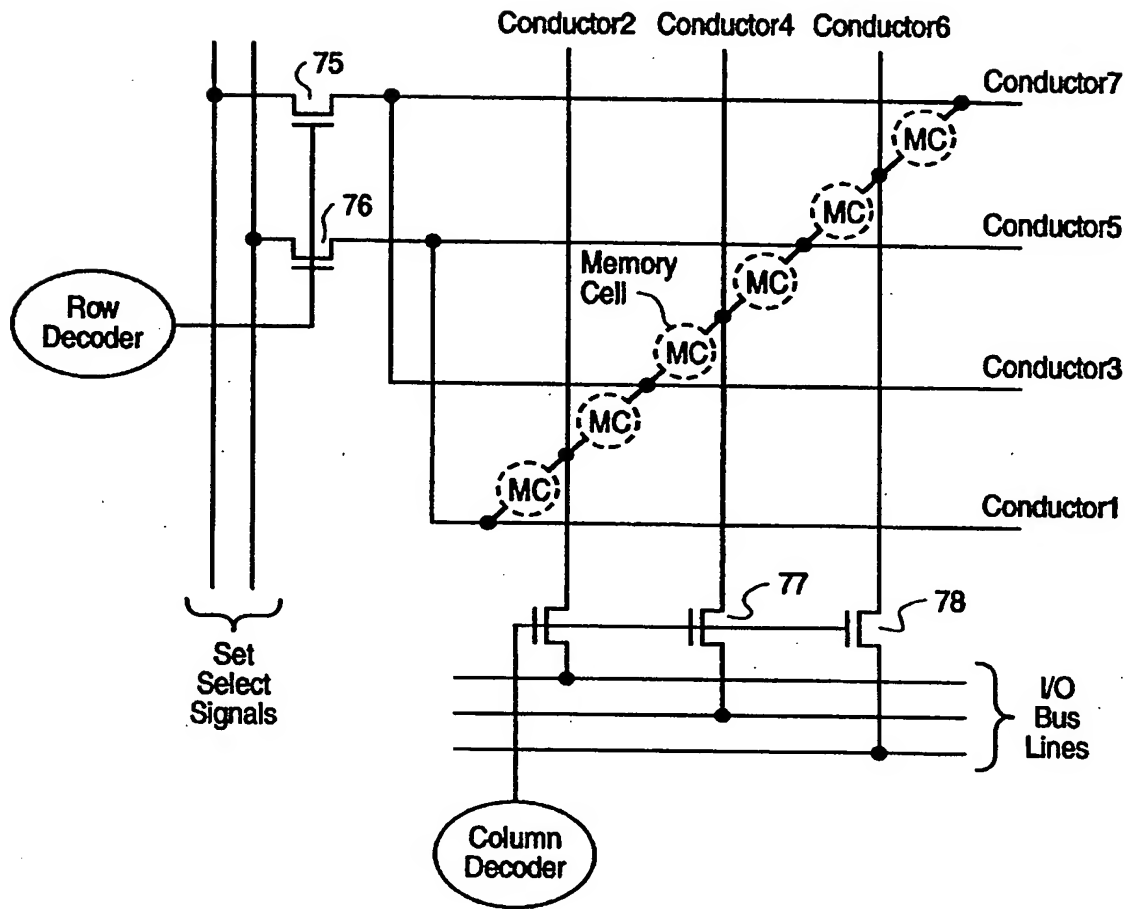 Conductor2 Conductor4 Conductor6
75
Conductor7
MC
76
MC
Conductor5
Memory
Cell
MC
Row
Decoder
MC
Conductor3
MC
MC
Conductor1
77
78
Set
Select
Signals
I/O
Bus
Lines
Column
Decoder